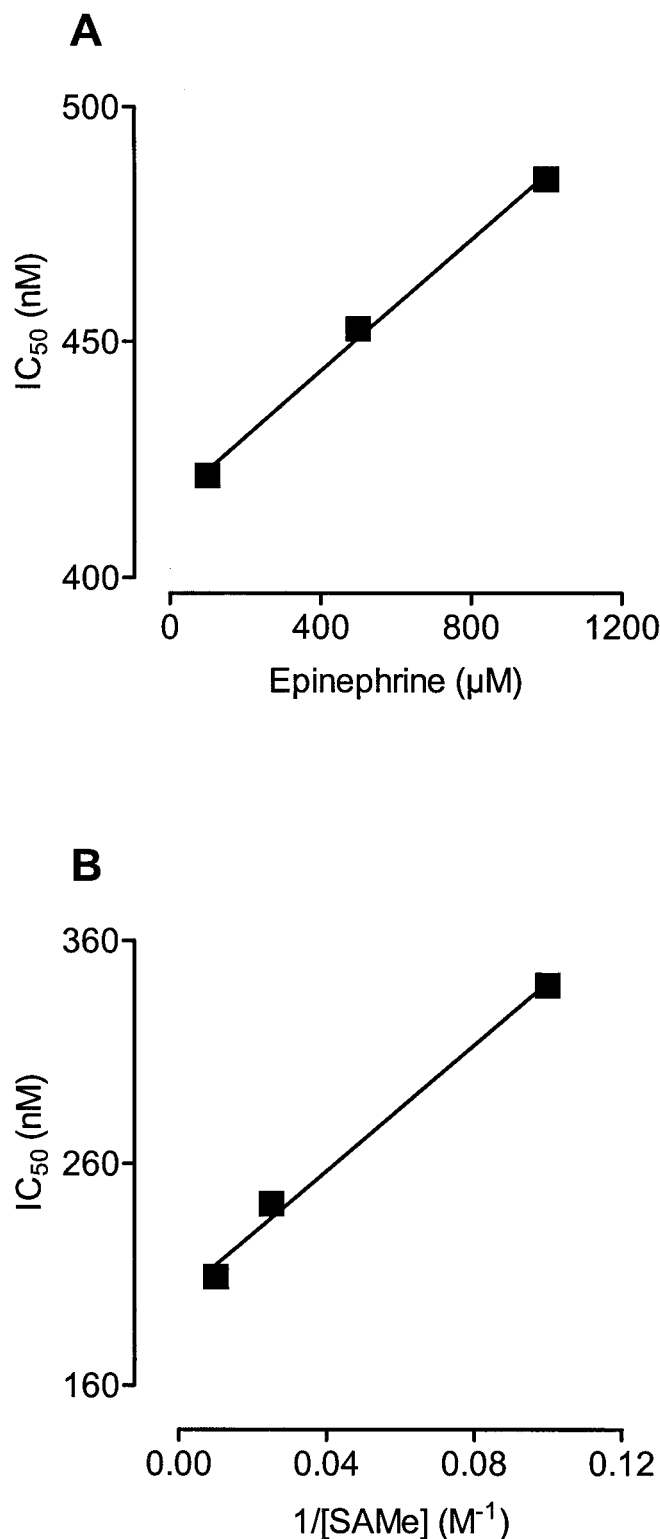 A
500
450
400
IC₅₀ (nM)
0 400 800 1200
Epinephrine (µM)
B
360
260
160
IC₅₀ (nM)
0.00 0.04 0.08 0.12
1/[SAMe] (M⁻¹)